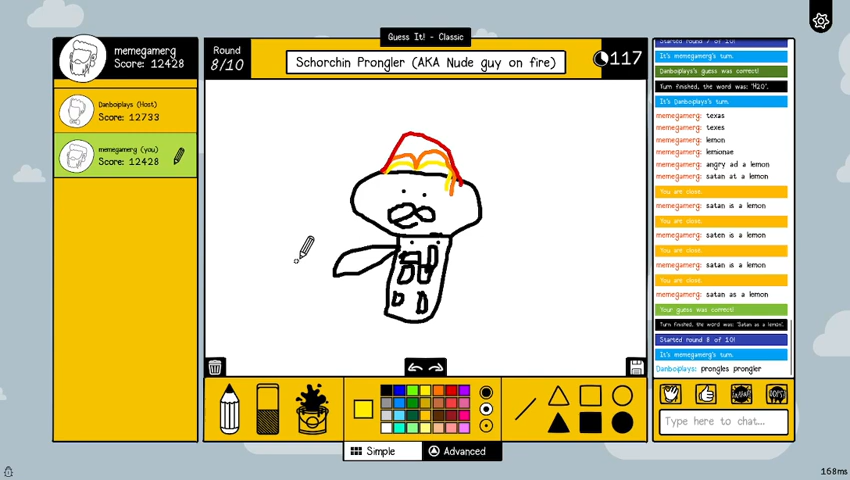 Guess It! - Classic
memegamerg
Score: 12428
Round
8/10
Schorchin Prongler (AKA Nude guy on fire)
117
Danboiplays (Host)
Score: 12733
memegamerg (you)
Score: 12428
Started round 7 of 10!
It's memegamerg's turn.
Danboiplays's guess was correct!
Turn finished, the word was: "H2O".
It's Danboiplays's turn.
memegamerg: texas
memegamerg: texes
memegamerg: lemon
memegamerg: lemionae
memegamerg: angry ad a lemon
memegamerg: satan at a lemon
You are close.
memegamerg: satan is a lemon
You are close.
memegamerg: saten is a lemon
You are close.
memegamerg: satan is a lemon
You are close.
memegamerg: satan as a lemon
Your guess was correct!
Turn finished, the word was: "Satan as a lemon".
Started round 8 of 10!
It's memegamerg's turn.
Danboiplays: prongles prongler
Type here to chat...
Simple
Advanced
168ms